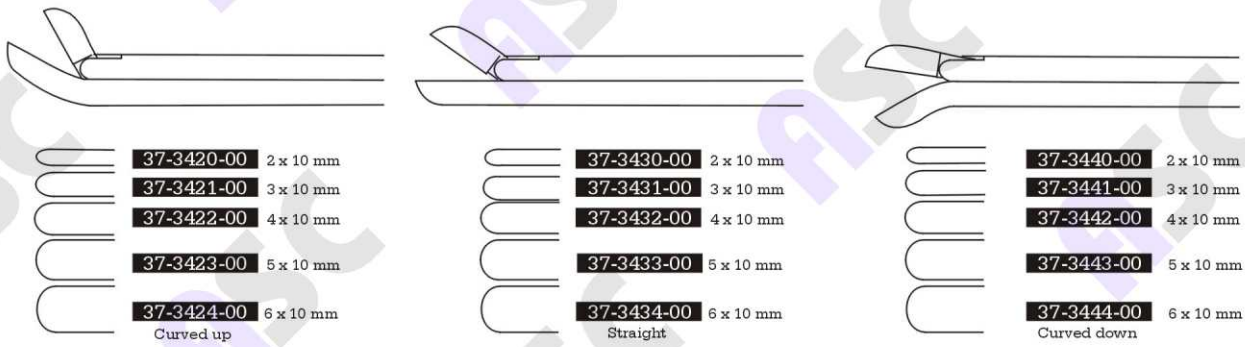 37-3420-00 2 x 10 mm
37-3421-00 3 x 10 mm
37-3422-00 4 x 10 mm
37-3423-00 5 x 10 mm
37-3424-00 6 x 10 mm
Curved up
37-3430-00 2 x 10 mm
37-3431-00 3 x 10 mm
37-3432-00 4 x 10 mm
37-3433-00 5 x 10 mm
37-3434-00 6 x 10 mm
Straight
37-3440-00 2 x 10 mm
37-3441-00 3 x 10 mm
37-3442-00 4 x 10 mm
37-3443-00 5 x 10 mm
37-3444-00 6 x 10 mm
Curved down
ASC
ASC
ASC
ASC